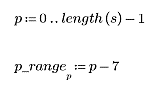 p := 0 .. length (s) − 1
p_range_p := p − 7